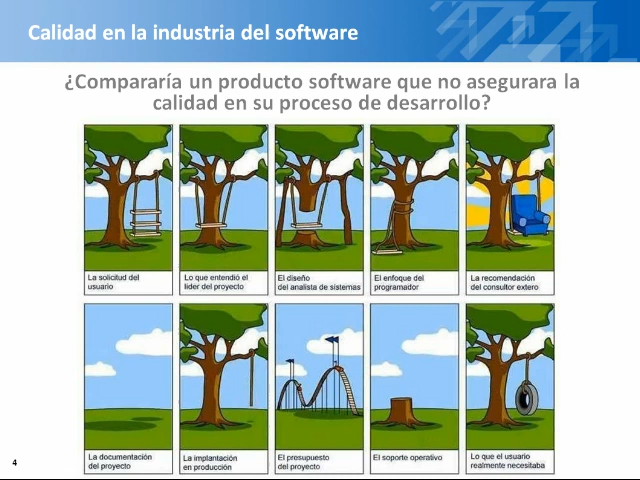 Calidad en la industria del software
¿Compararía un producto software que no asegurara la
calidad en su proceso de desarrollo?
La solicitud del
usuario
Lo que entendió el
líder del proyecto
El diseño
del analista de sistemas
El enfoque del
programador
La recomendación
del consultor extero
La documentación
del proyecto
La implantación
en producción
El presupuesto
del proyecto
El soporte operativo
Lo que el usuario
realmente necesitaba
4